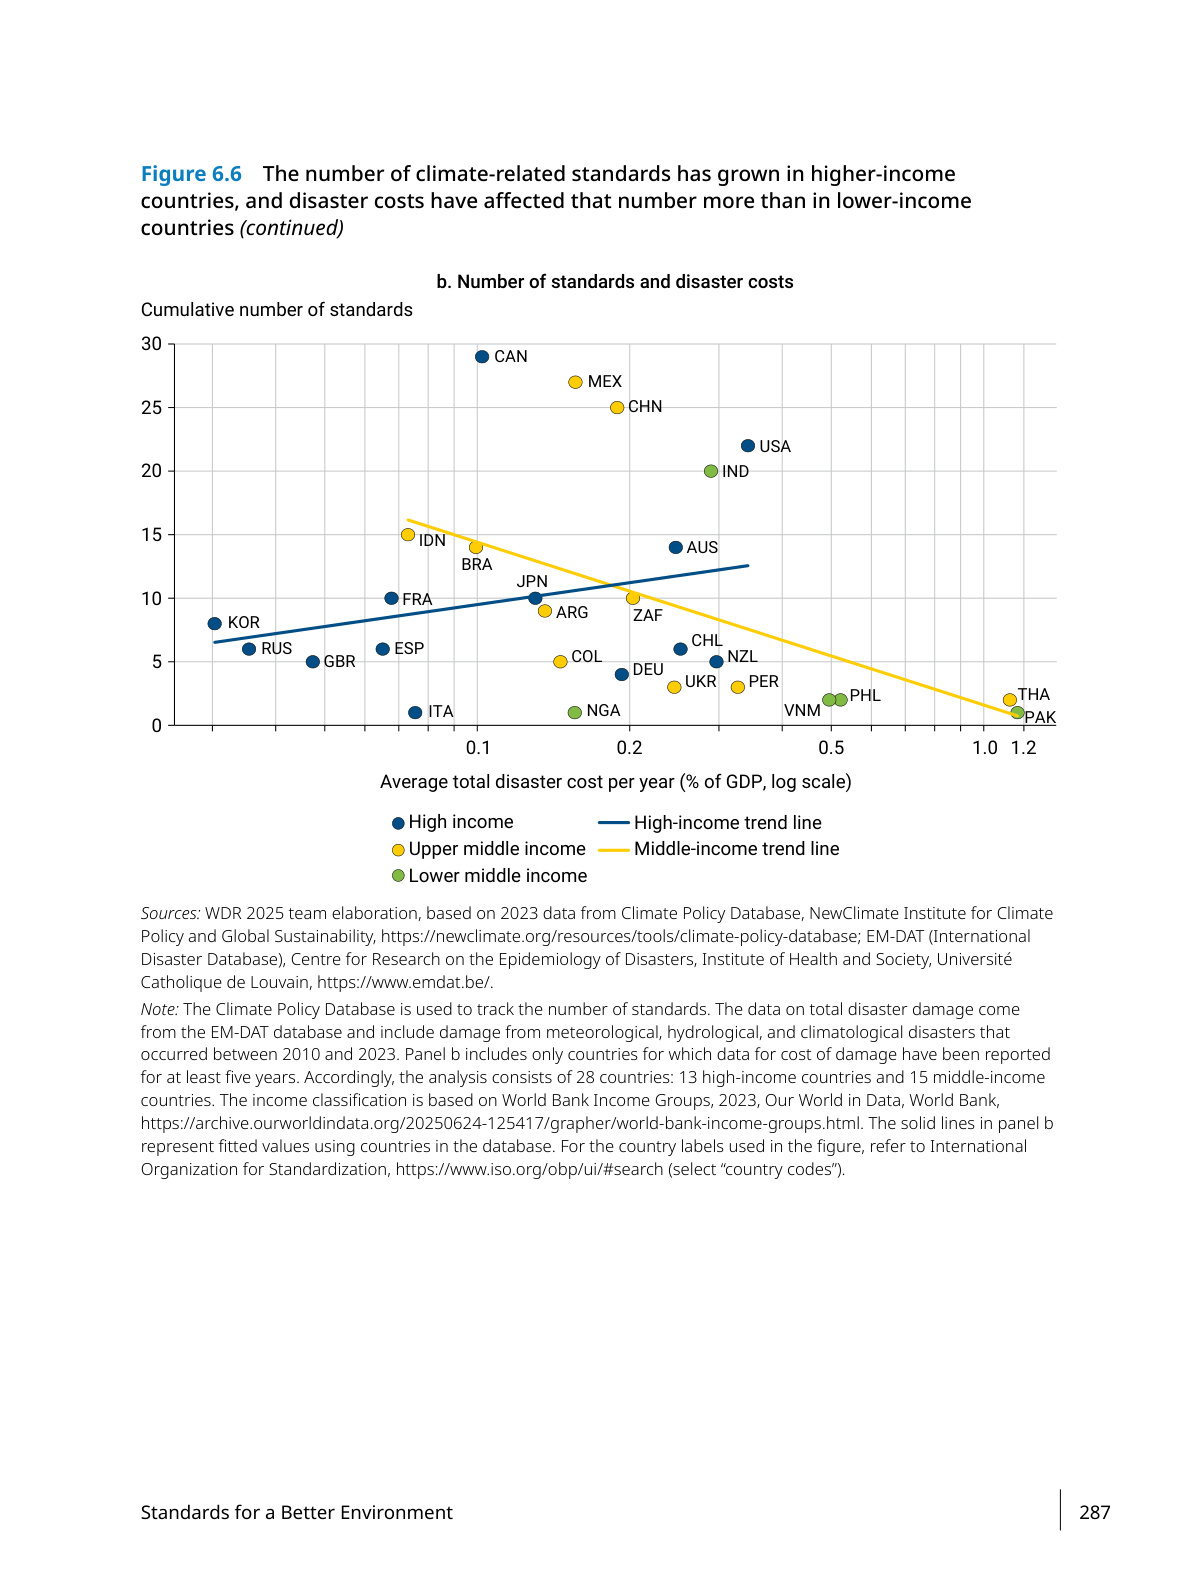 Figure 6.6 The number of climate-related standards has grown in higher-income
countries, and disaster costs have affected that number more than in lower-income
countries (continued)
b. Number of standards and disaster costs
Cumulative number of standards
30
25
20
15
10
5
0
CAN
MEX
CHN
USA
IND
IDN
BRA
AUS
JPN
FRA
ARG
ZAF
KOR
RUS
GBR
ESP
COL
CHL
NZL
DEU
UKR
PER
ITA
NGA
VNM
PHL
THA
PAK
0.1 0.2 0.5 1.0 1.2
Average total disaster cost per year (% of GDP, log scale)
High income High-income trend line
Upper middle income Middle-income trend line
Lower middle income
Sources: WDR 2025 team elaboration, based on 2023 data from Climate Policy Database, NewClimate Institute for Climate
Policy and Global Sustainability, https://newclimate.org/resources/tools/climate-policy-database; EM-DAT (International
Disaster Database), Centre for Research on the Epidemiology of Disasters, Institute of Health and Society, Université
Catholique de Louvain, https://www.emdat.be/.
Note: The Climate Policy Database is used to track the number of standards. The data on total disaster damage come
from the EM-DAT database and include damage from meteorological, hydrological, and climatological disasters that
occurred between 2010 and 2023. Panel b includes only countries for which data for cost of damage have been reported
for at least five years. Accordingly, the analysis consists of 28 countries: 13 high-income countries and 15 middle-income
countries. The income classification is based on World Bank Income Groups, 2023, Our World in Data, World Bank,
https://archive.ourworldindata.org/20250624-125417/grapher/world-bank-income-groups.html. The solid lines in panel b
represent fitted values using countries in the database. For the country labels used in the figure, refer to International
Organization for Standardization, https://www.iso.org/obp/ui/#search (select “country codes”).
Standards for a Better Environment 287